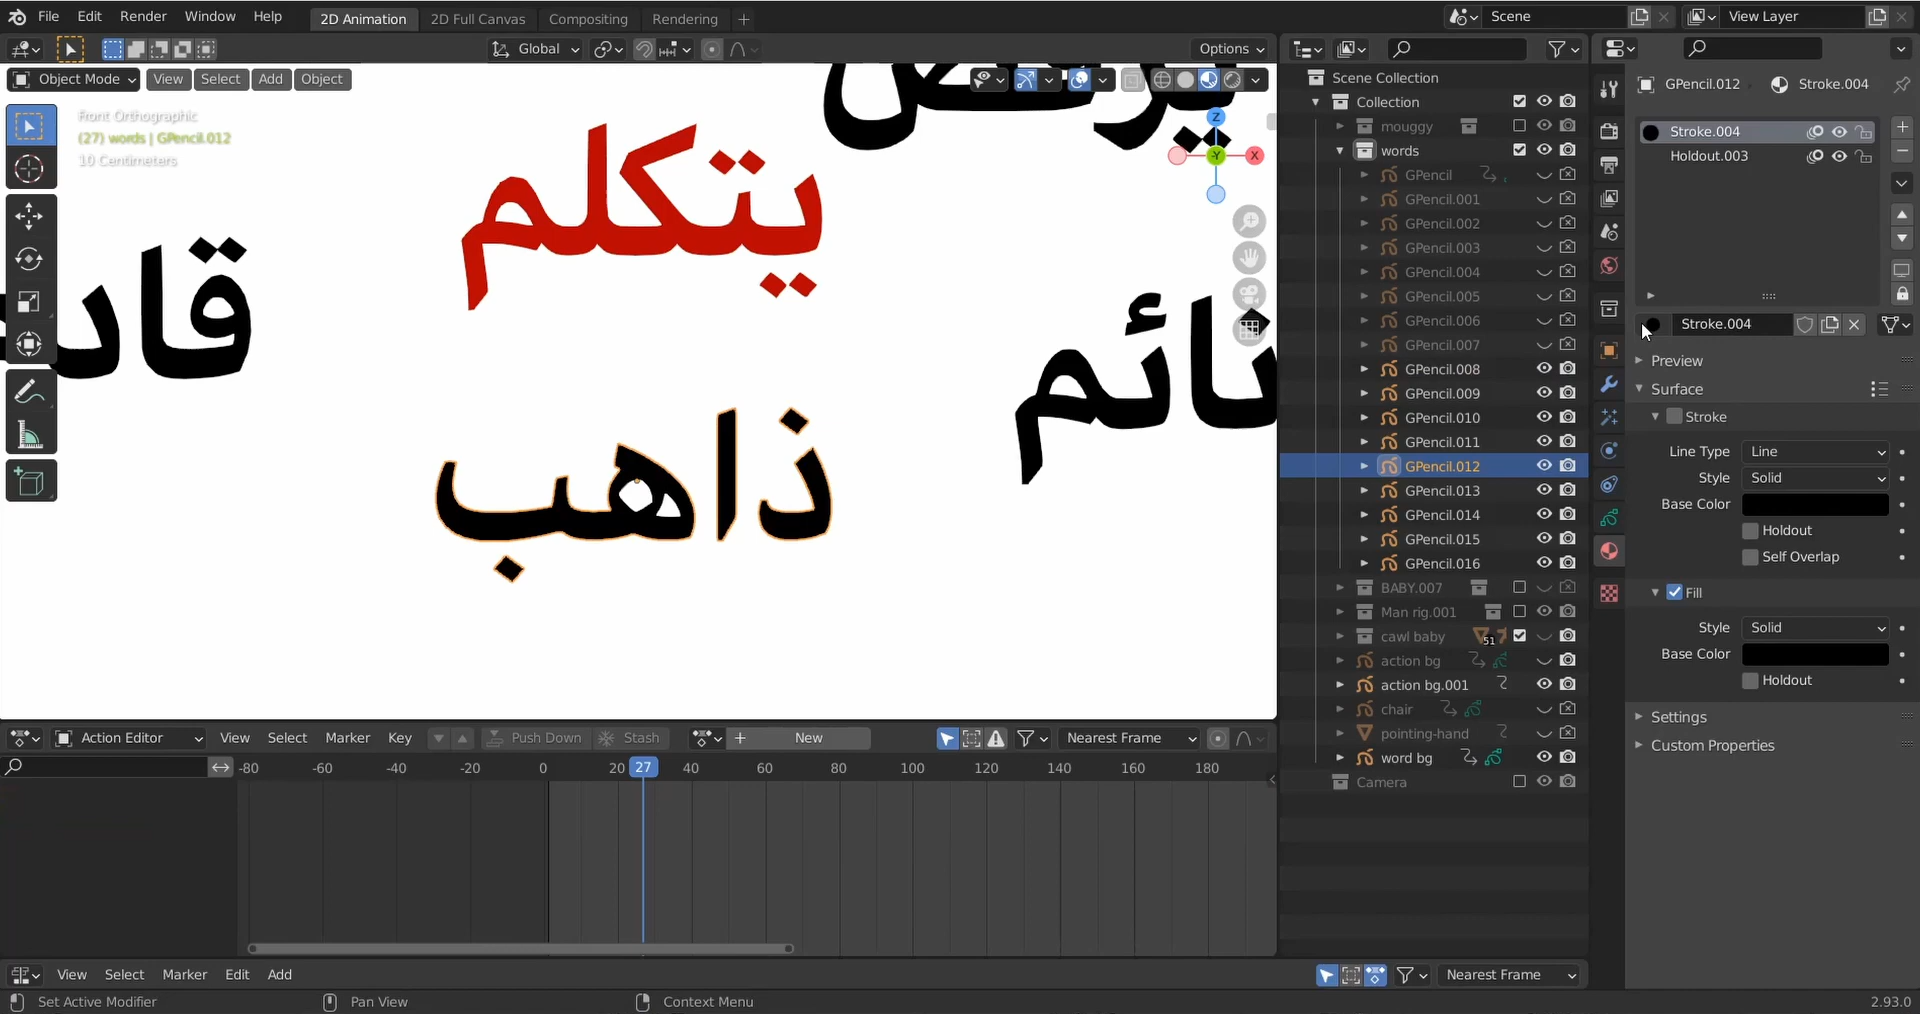 File Edit Render Window Help 2D Animation 2D Full Canvas Compositing Rendering + Scene View Layer
Global Options
Object Mode View Select Add Object
Front Orthographic
(27) words | GPencil.012
10 Centimeters
Z
X
-Y
يتكلم
نائم
ذاهب
Scene Collection
Collection
mouggy
words
GPencil
GPencil.001
GPencil.002
GPencil.003
GPencil.004
GPencil.005
GPencil.006
GPencil.007
GPencil.008
GPencil.009
GPencil.010
GPencil.011
GPencil.012
GPencil.013
GPencil.014
GPencil.015
GPencil.016
BABY.007
Man rig.001
cawl baby 51
action bg
action bg.001
chair
pointing-hand
word bg
Camera
GPencil.012 Stroke.004
Stroke.004
Holdout.003
Stroke.004
Preview
Surface
Stroke
Line Type Line
Style Solid
Base Color
Holdout
Self Overlap
Fill
Style Solid
Base Color
Holdout
Settings
Custom Properties
Action Editor View Select Marker Key Push Down Stash + New Nearest Frame
-80 -60 -40 -20 0 20 27 40 60 80 100 120 140 160 180
View Select Marker Edit Add Nearest Frame
Set Active Modifier Pan View Context Menu 2.93.0